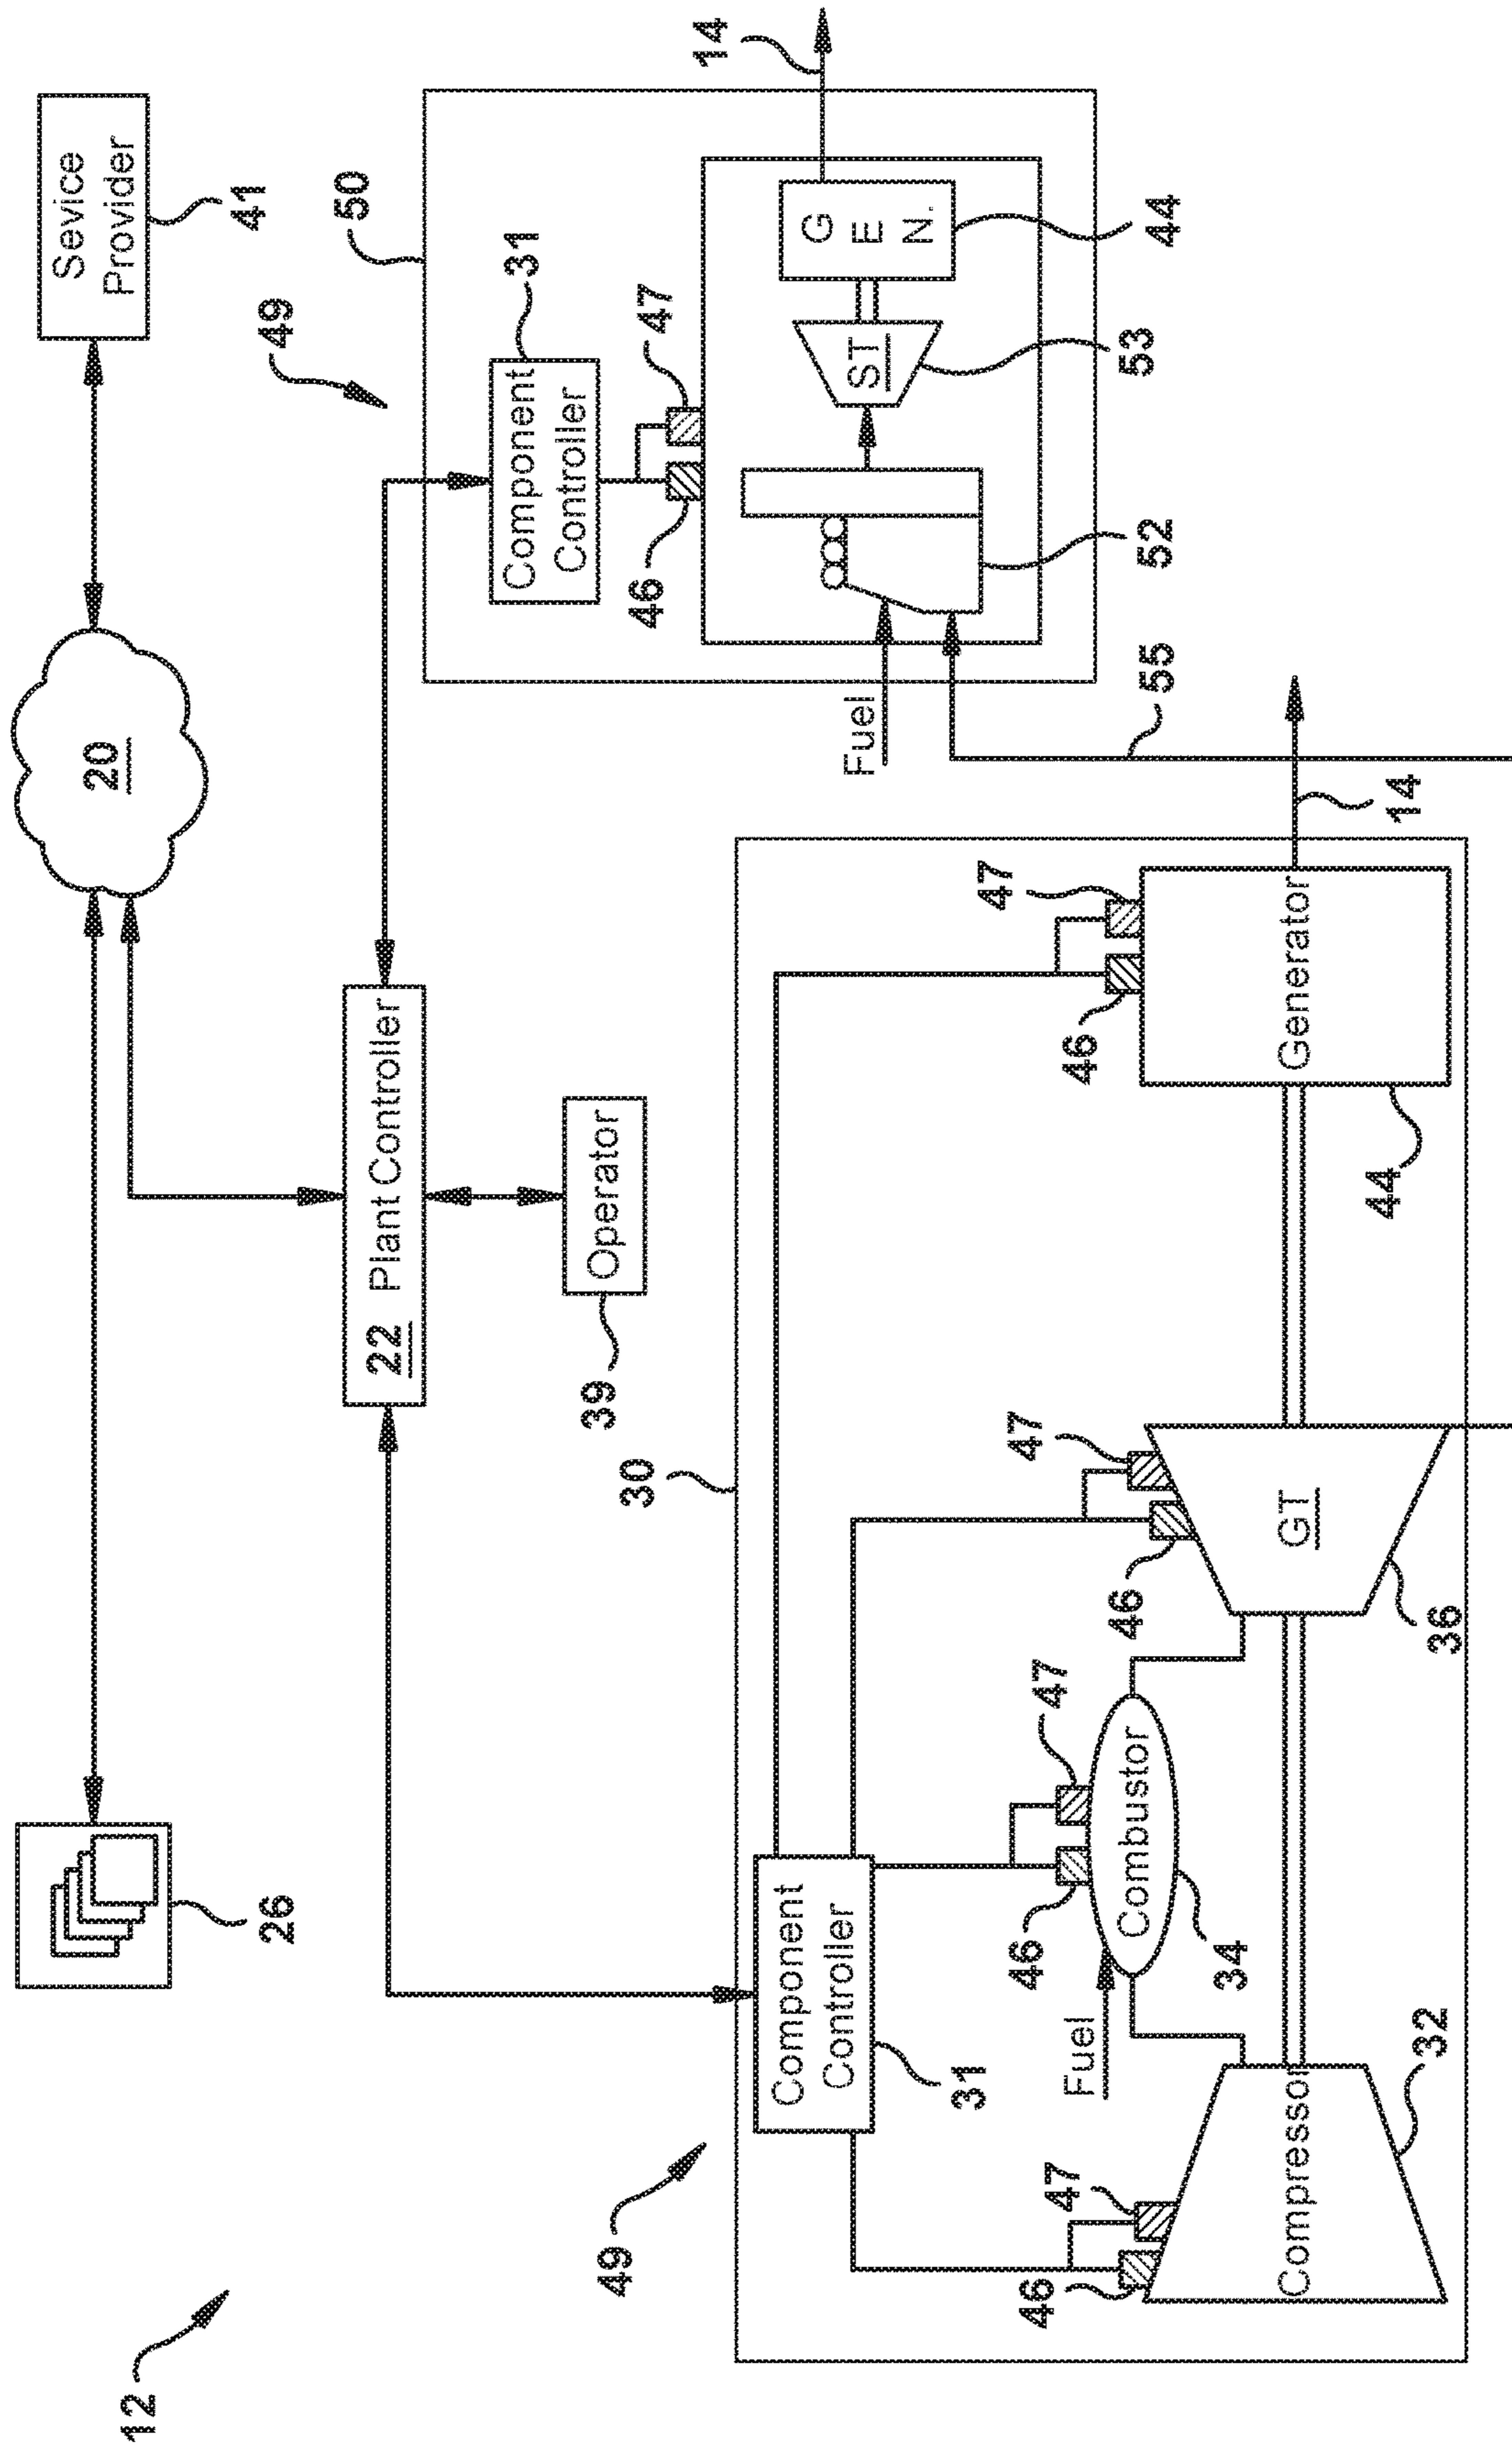 12
26
20
Sevice
Provider
41
49
22 Plant Controller
Operator
39
50
Component
Controller
31
46
47
Fuel
52
ST
53
G
E
N.
44
14
55
49
30
Component
Controller
31
46
47
Compressor
32
Fuel
46
47
Combustor
34
46
47
GT
36
46
47
Generator
44
14